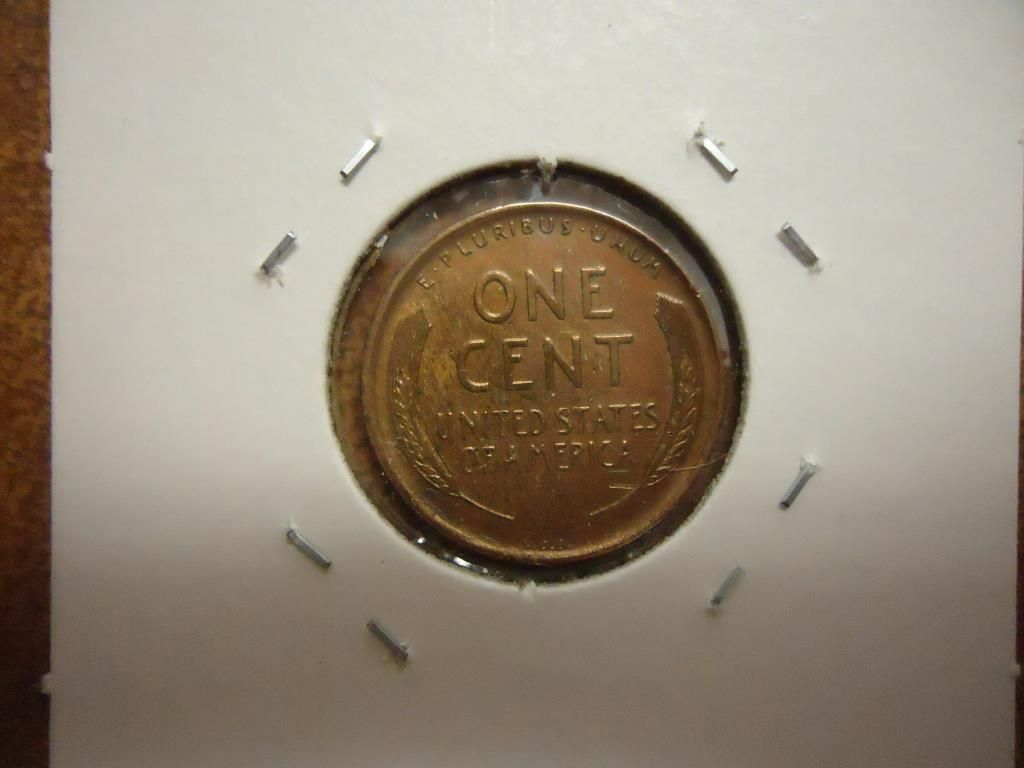 E·PLURIBUS·UNUM
ONE
CENT
UNITED STATES
OF AMERICA